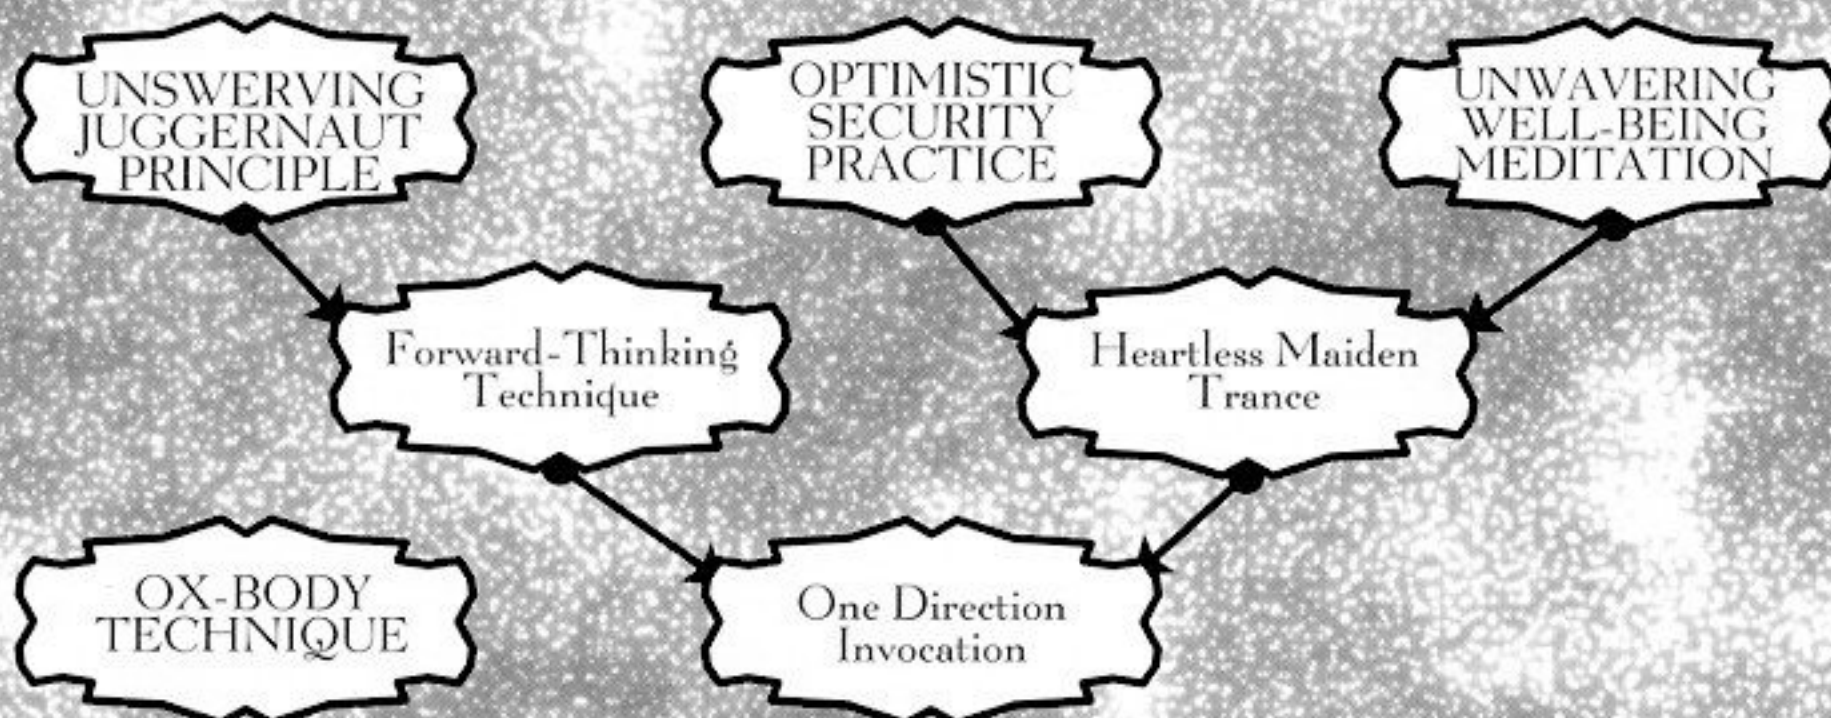 UNSWERVING
JUGGERNAUT
PRINCIPLE
OPTIMISTIC
SECURITY
PRACTICE
UNWAVERING
WELL-BEING
MEDITATION
Forward-Thinking
Technique
Heartless Maiden
Trance
OX-BODY
TECHNIQUE
One Direction
Invocation